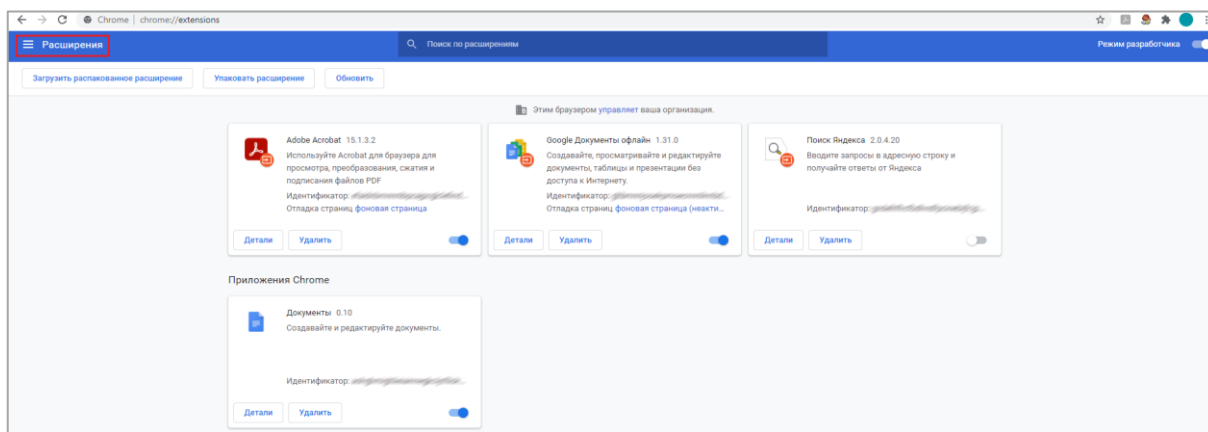 Chrome | chrome://extensions
Расширения
Поиск по расширениям
Режим разработчика
Загрузить распакованное расширение
Упаковать расширение
Обновить
Этим браузером управляет ваша организация.
Adobe Acrobat 15.1.3.2
Используйте Acrobat для браузера для
просмотра, преобразования, сжатия и
подписания файлов PDF
Идентификатор:
Отладка страниц фоновая страница
Детали
Удалить
Google Документы офлайн 1.31.0
Создавайте, просматривайте и редактируйте
документы, таблицы и презентации без
доступа к Интернету.
Идентификатор:
Отладка страниц фоновая страница (неакти...
Детали
Удалить
Поиск Яндекса 2.0.4.20
Вводите запросы в адресную строку и
получайте ответы от Яндекса
Идентификатор:
Детали
Удалить
Приложения Chrome
Документы 0.10
Создавайте и редактируйте документы.
Идентификатор:
Детали
Удалить